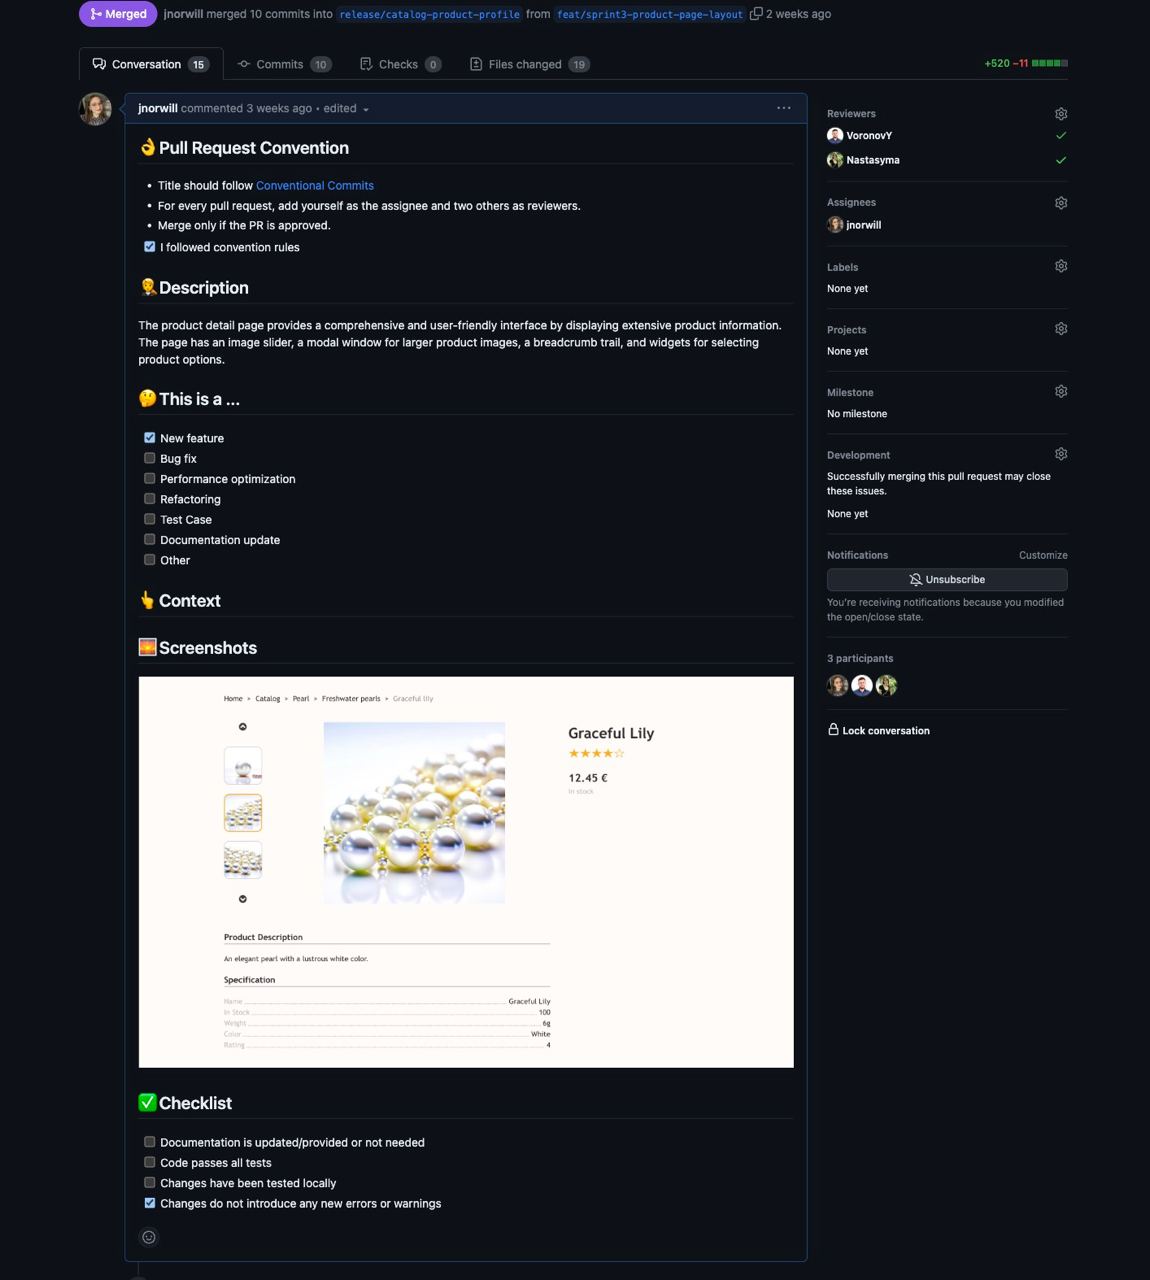 Merged jnorwill merged 10 commits into release/catalog-product-profile from feat/sprint3-product-page-layout 2 weeks ago
Conversation 15 Commits 10 Checks 0 Files changed 19 +520 −11
jnorwill commented 3 weeks ago • edited
👌Pull Request Convention
• Title should follow Conventional Commits
• For every pull request, add yourself as the assignee and two others as reviewers.
• Merge only if the PR is approved.
I followed convention rules
Description
The product detail page provides a comprehensive and user-friendly interface by displaying extensive product information.
The page has an image slider, a modal window for larger product images, a breadcrumb trail, and widgets for selecting
product options.
🤔This is a ...
New feature
Bug fix
Performance optimization
Refactoring
Test Case
Documentation update
Other
👆Context
🌅Screenshots
Home > Catalog > Pearl > Freshwater pearls > Graceful lily
Graceful Lily
★★★★☆
12.45 €
In stock
Product Description
An elegant pearl with a lustrous white color.
Specification
Name Graceful Lily
In Stock 100
Weight 6g
Color White
Rating 4
✅Checklist
Documentation is updated/provided or not needed
Code passes all tests
Changes have been tested locally
Changes do not introduce any new errors or warnings
Reviewers
VoronovY
Nastasyma
Assignees
jnorwill
Labels
None yet
Projects
None yet
Milestone
No milestone
Development
Successfully merging this pull request may close
these issues.
None yet
Notifications Customize
Unsubscribe
You're receiving notifications because you modified
the open/close state.
3 participants
Lock conversation